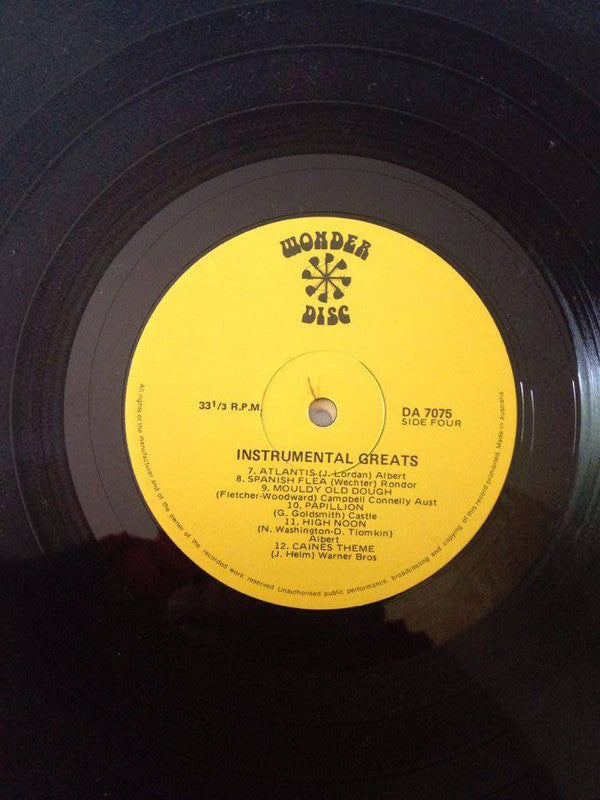 WONDER
DISC
33 1/3 R.P.M.
DA 7075
SIDE FOUR
INSTRUMENTAL GREATS
7. ATLANTIS (J. Lordan) Albert
8. SPANISH FLEA (Wechter) Rondor
9. MOULDY OLD DOUGH
(Fletcher-Woodward) Campbell Connelly Aust
10. PAPILLION
(G. Goldsmith) Castle
11. HIGH NOON
(N. Washington-D. Tiomkin)
Albert
12. CAINES THEME
(J. Helm) Warner Bros
All rights of the manufacturer and of the owner of the recorded work reserved Unauthorised public performance, broadcasting and copying of this record prohibited. Made in Australia